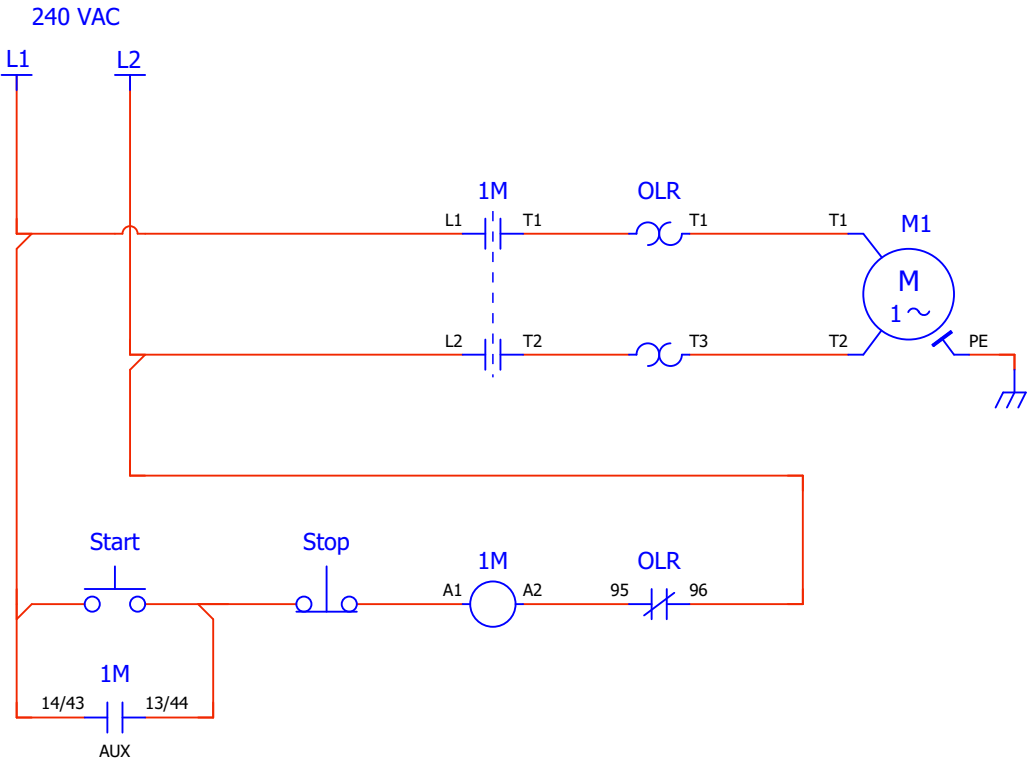 240 VAC
L1 L2
1M OLR
L1 T1 T1 T1 M1
M
1~
L2 T2 T3 T2 PE
Start Stop 1M OLR
A1 A2 95 96
1M
14/43 13/44
AUX